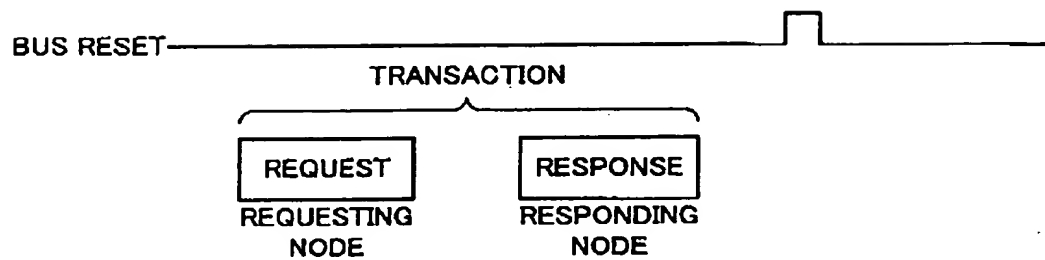 BUS RESET
TRANSACTION
REQUEST
RESPONSE
REQUESTING
NODE
RESPONDING
NODE